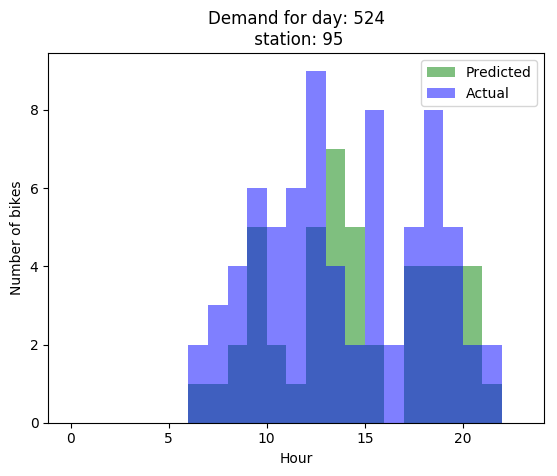 Demand for day: 524
station: 95
Predicted
Actual
Number of bikes
8
6
4
2
0
0
5
10
15
20
Hour